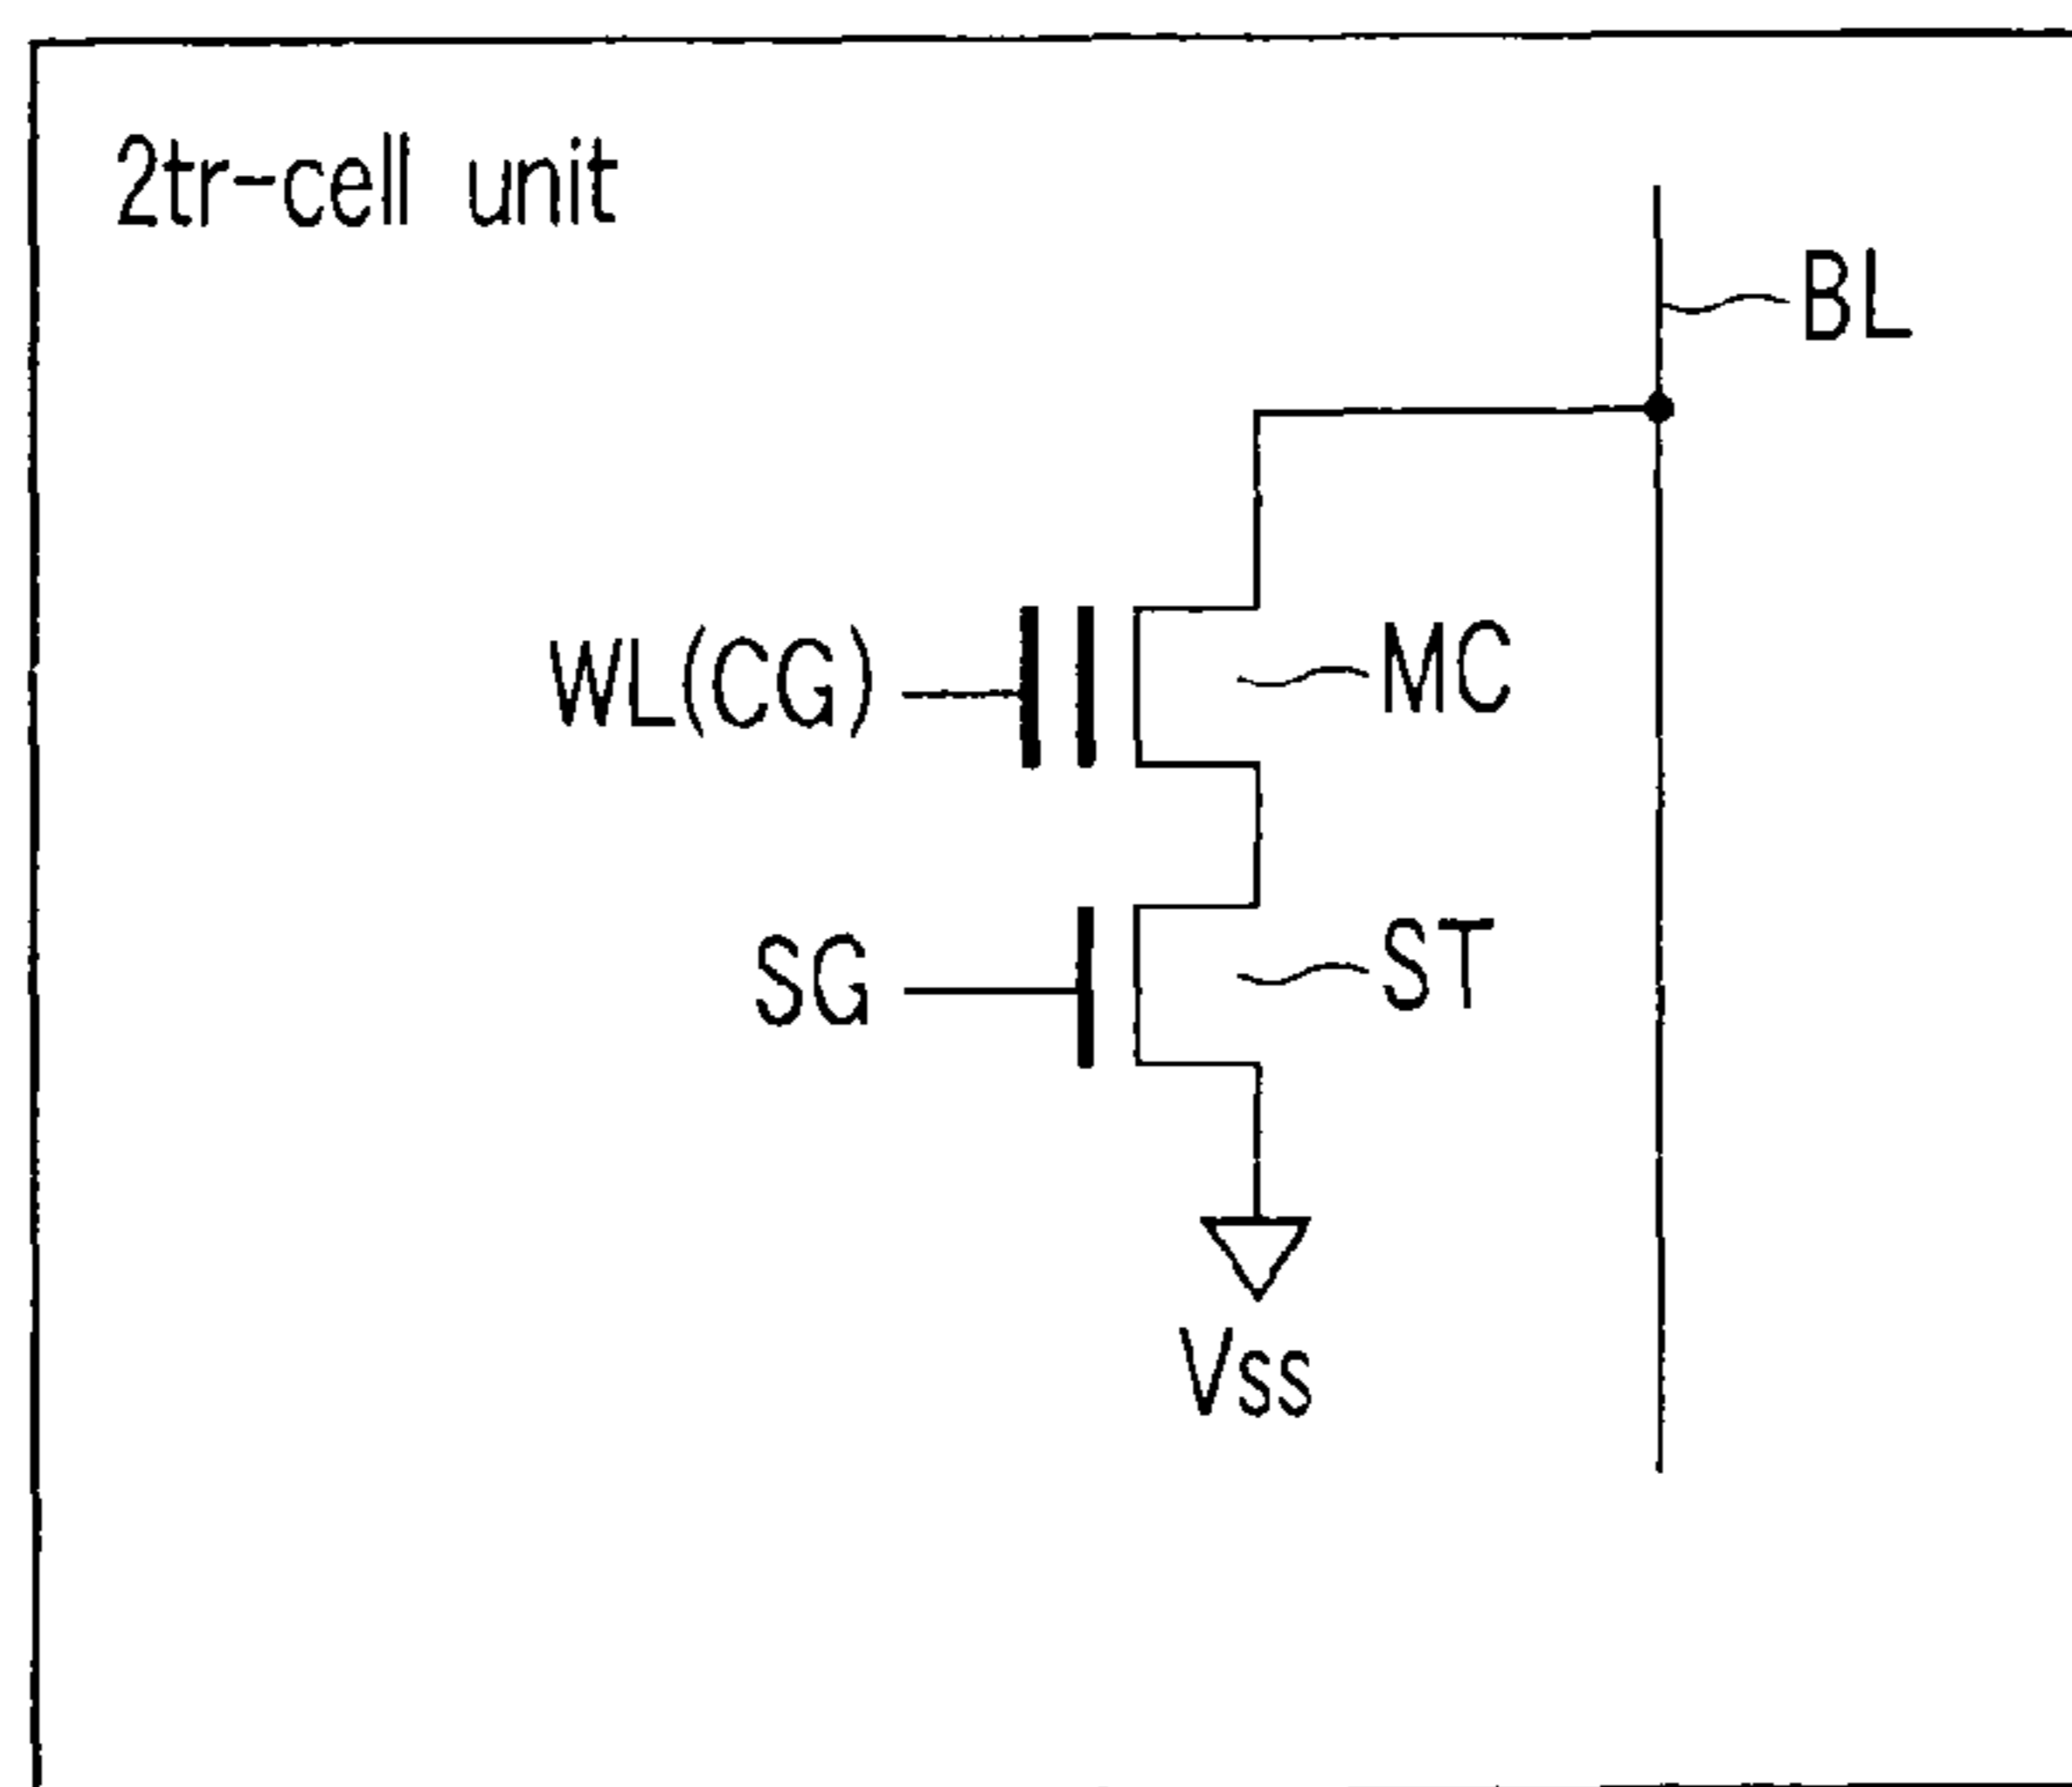 2tr-cell unit
BL
WL(CG)
MC
SG
ST
Vss